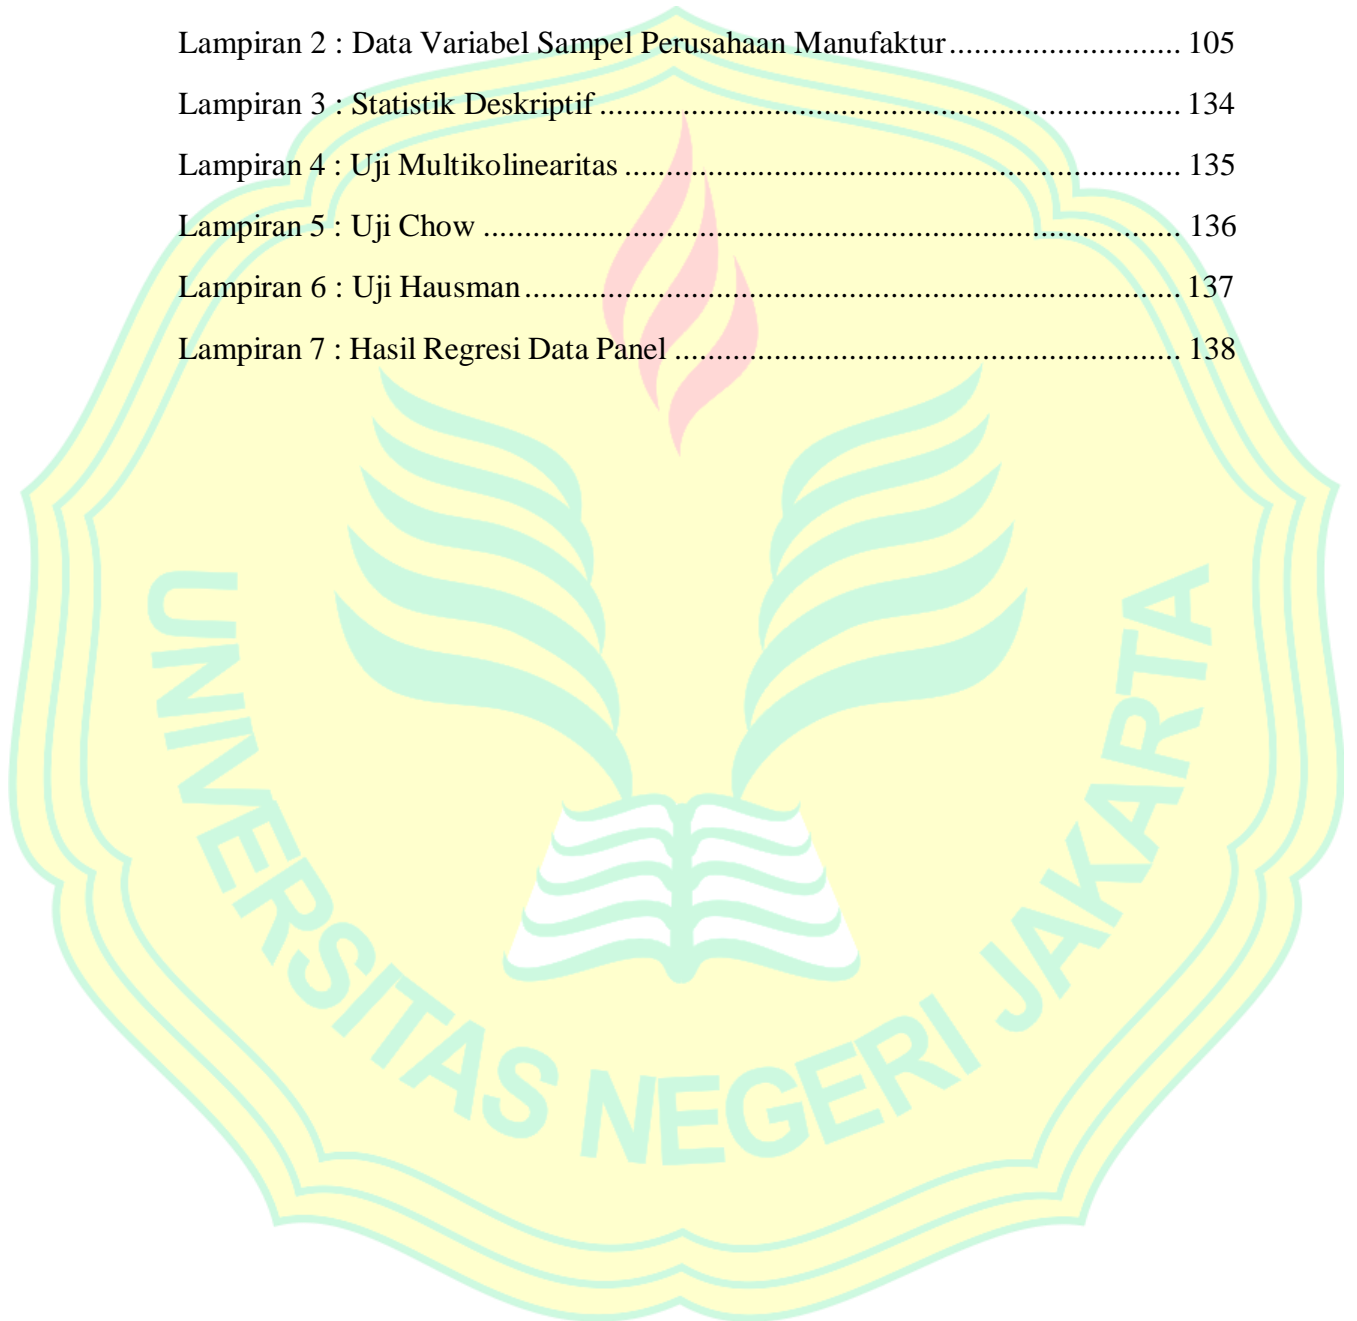 Lampiran 2 : Data Variabel Sampel Perusahaan Manufaktur............................ 105
Lampiran 3 : Statistik Deskriptif ...................................................................... 134
Lampiran 4 : Uji Multikolinearitas ................................................................... 135
Lampiran 5 : Uji Chow .................................................................................... 136
Lampiran 6 : Uji Hausman ............................................................................... 137
Lampiran 7 : Hasil Regresi Data Panel ............................................................. 138
UNIVERSITAS NEGERI JAKARTA